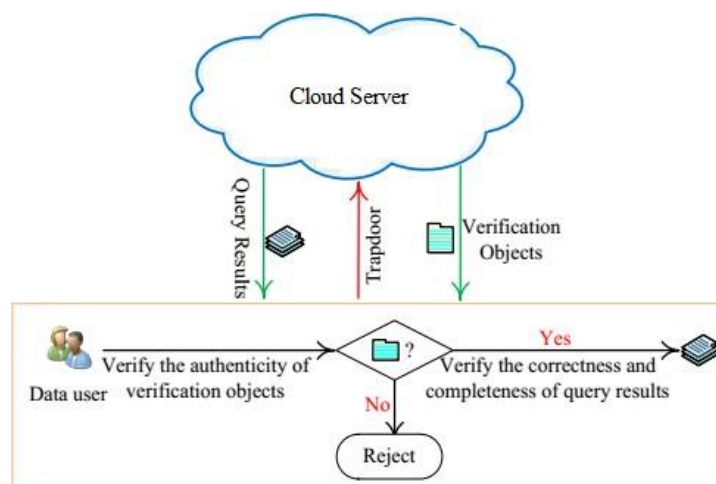 Cloud Server
Query Results
Trapdoor
Verification
Objects
Data user
Verify the authenticity of
verification objects
?
Yes
Verify the correctness and
completeness of query results
No
Reject